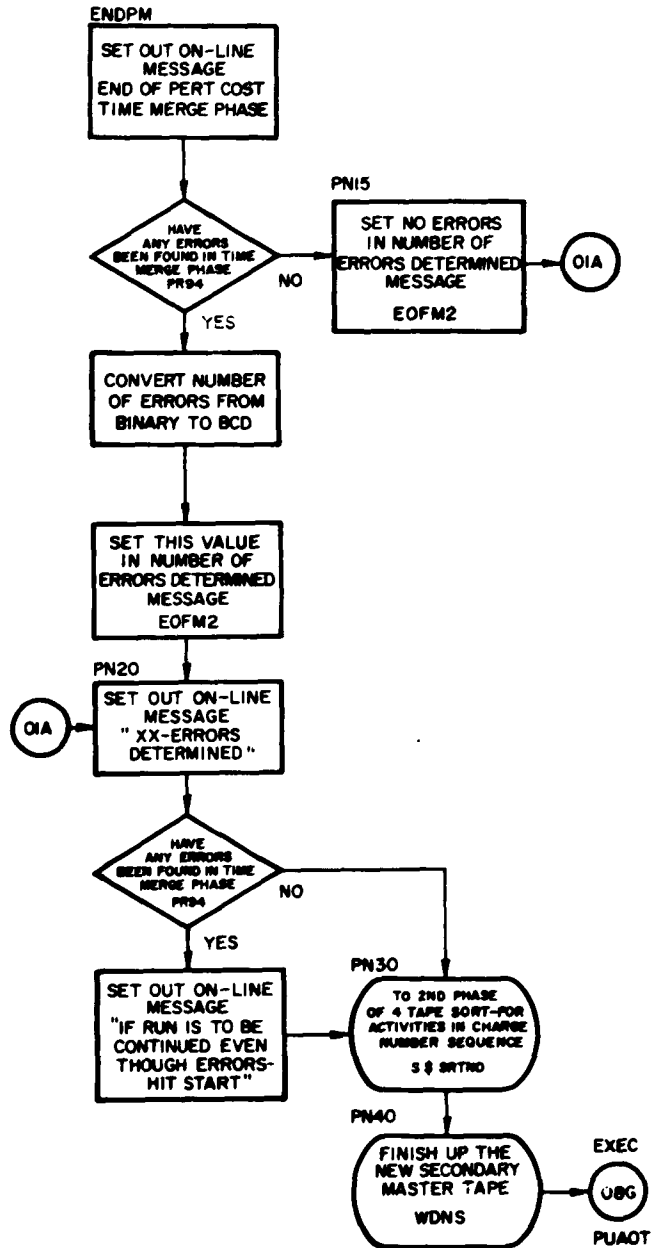 ENDPM
SET OUT ON-LINE
MESSAGE
END OF PERT COST
TIME MERGE PHASE
HAVE
ANY ERRORS
BEEN FOUND IN TIME
MERGE PHASE
PR94
NO
YES
PN15
SET NO ERRORS
IN NUMBER OF
ERRORS DETERMINED
MESSAGE
EOFM2
01A
CONVERT NUMBER
OF ERRORS FROM
BINARY TO BCD
SET THIS VALUE
IN NUMBER OF
ERRORS DETERMINED
MESSAGE
EOFM2
PN20
01A
SET OUT ON-LINE
MESSAGE
" XX-ERRORS
DETERMINED "
HAVE
ANY ERRORS
BEEN FOUND IN TIME
MERGE PHASE
PR94
NO
YES
SET OUT ON-LINE
MESSAGE
"IF RUN IS TO BE
CONTINUED EVEN
THOUGH ERRORS-
HIT START"
PN30
TO 2ND PHASE
OF 4 TAPE SORT-FOR
ACTIVITIES IN CHARGE
NUMBER SEQUENCE
S $ SRTND
PN40
FINISH UP THE
NEW SECONDARY
MASTER TAPE
WDNS
EXEC
08G
PUAOT